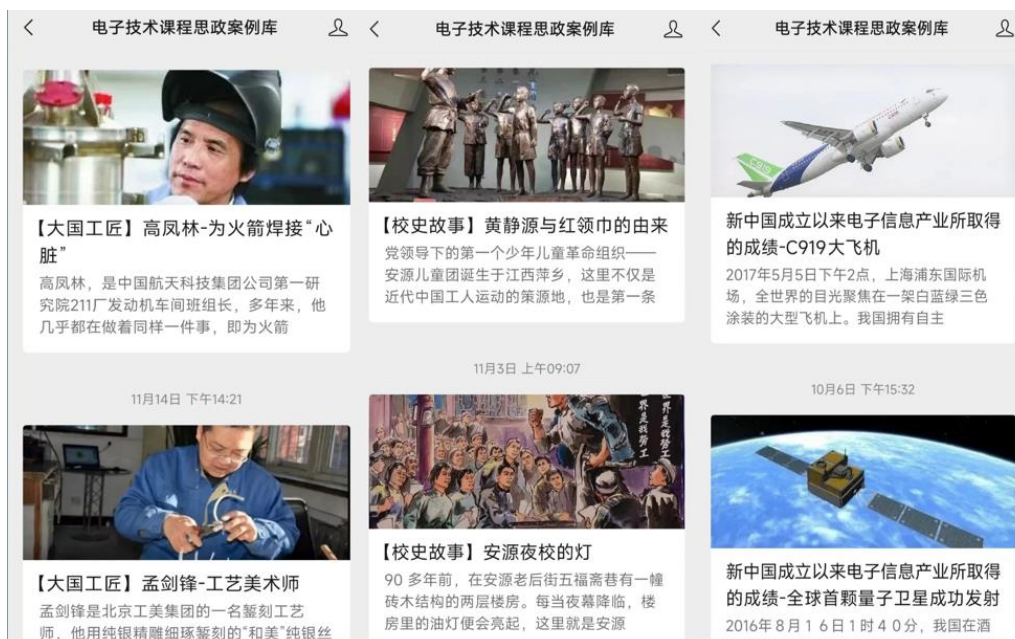 电子技术课程思政案例库
【大国工匠】高凤林-为火箭焊接“心
脏”
高凤林，是中国航天科技集团公司第一研
究院211厂发动机车间班组长，多年来，他
几乎都在做着同样一件事，即为火箭
11月14日 下午14:21
【大国工匠】孟剑锋-工艺美术师
孟剑锋是北京工美集团的一名錾刻工艺
师，他用纯银精雕细琢錾刻的“和美”纯银丝
电子技术课程思政案例库
【校史故事】黄静源与红领巾的由来
党领导下的第一个少年儿童革命组织——
安源儿童团诞生于江西萍乡，这里不仅是
近代中国工人运动的策源地，也是第一条
11月3日 上午09:07
世界是我劳工
【校史故事】安源夜校的灯
90 多年前，在安源老后街五福斋巷有一幢
砖木结构的两层楼房。每当夜幕降临，楼
房里的油灯便会亮起，这里就是安源
电子技术课程思政案例库
C919
新中国成立以来电子信息产业所取得
的成绩-C919大飞机
2017年5月5日下午2点，上海浦东国际机
场，全世界的目光聚焦在一架白蓝绿三色
涂装的大型飞机上。我国拥有自主
10月6日 下午15:32
新中国成立以来电子信息产业所取得
的成绩-全球首颗量子卫星成功发射
2016年８月１６日１时４０分，我国在酒